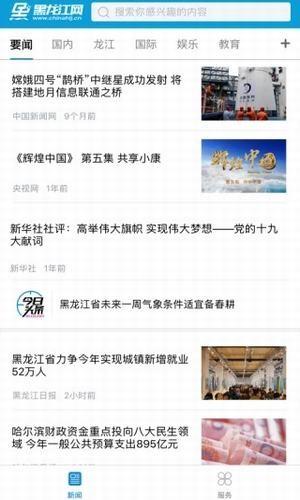 黑龙江网
www.chinahlj.cn
搜索你感兴趣的内容
要闻 国内 龙江 国际 娱乐 教育 +
嫦娥四号“鹊桥”中继星成功发射 将
搭建地月信息联通之桥
中国新闻网 9个月前
《辉煌中国》 第五集 共享小康
央视网 1年前
辉煌中国
新华社社评：高举伟大旗帜 实现伟大梦想——党的十九
大献词
新华社 1年前
黑龙江省未来一周气象条件适宜备春耕
黑龙江省力争今年实现城镇新增就业
52万人
黑龙江日报 2小时前
哈尔滨财政资金重点投向八大民生领
域 今年一般公共预算支出895亿元
新闻 服务